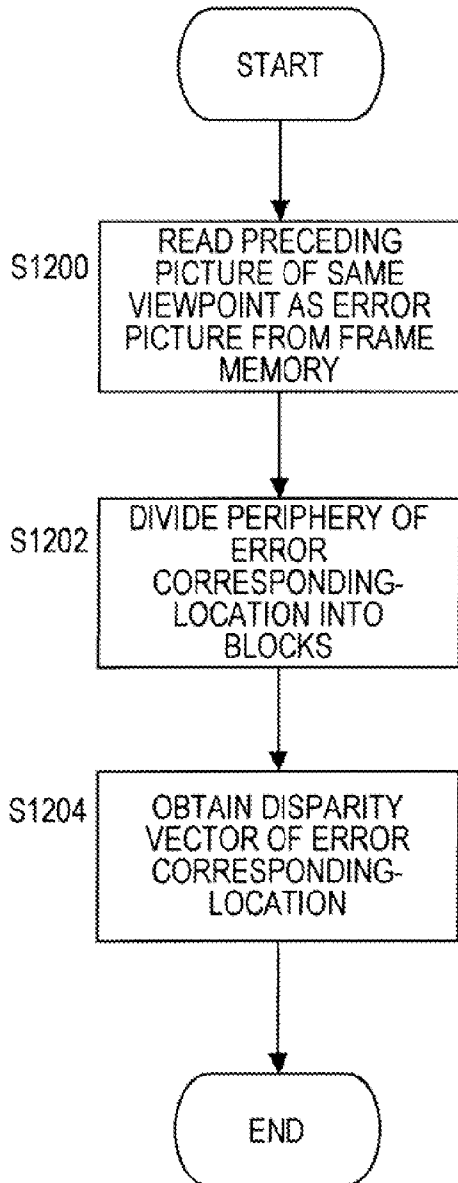 START
S1200
READ PRECEDING
PICTURE OF SAME
VIEWPOINT AS ERROR
PICTURE FROM FRAME
MEMORY
S1202
DIVIDE PERIPHERY OF
ERROR
CORRESPONDING-
LOCATION INTO
BLOCKS
S1204
OBTAIN DISPARITY
VECTOR OF ERROR
CORRESPONDING-
LOCATION
END